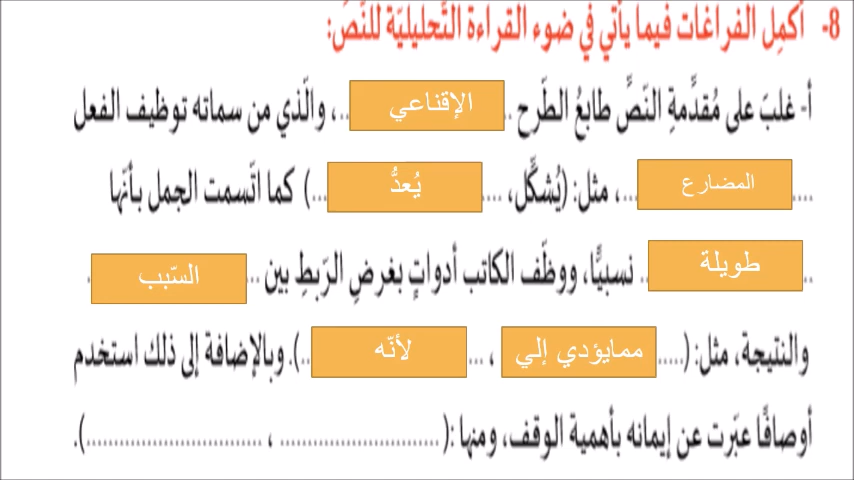 8- أكمِل الفراغات فيما يأتي في ضوء القراءة التّحليليّة للنّصّ:
أ- غلبَ على مُقدَّمةِ النّصِّ طابعُ الطّرح .. الإقناعي ..، والّذي من سماته توظيف الفعل
.... المضارع ...، مثل: (يُشكِّل، .... يُعدُّ ...) كما اتّسمت الجمل بأنّها
.. طويلة .. نسبيًّا، ووظّف الكاتب أدواتٍ بغرضِ الرّبطِ بين ... السّبب .
والنّتيجة، مثل: (..... ممايؤدي إلي ، ... لأنّه ..). وبالإضافة إلى ذلك استخدم
أوصافًا عبّرت عن إيمانه بأهمية الوقف، ومنها :( ............................. ، ................................).